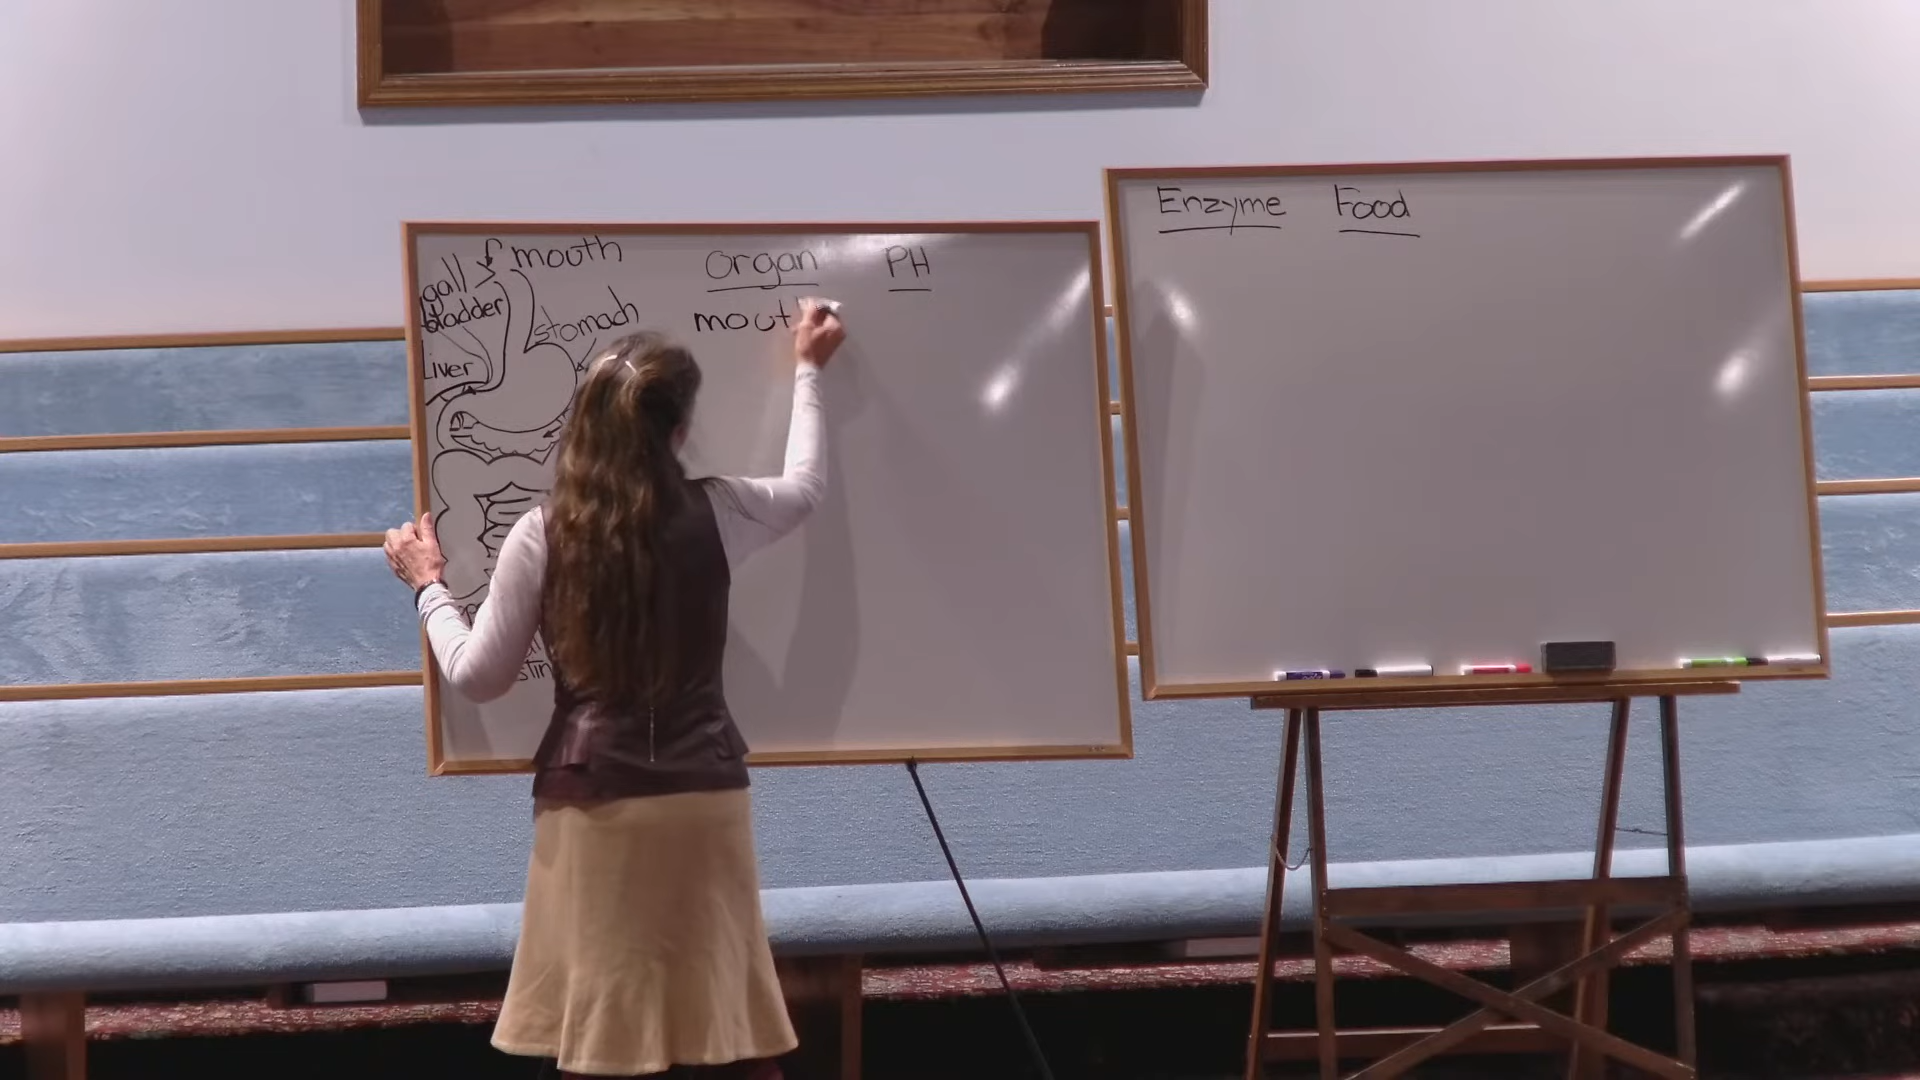 mouth
gall
bladder
stomach
Liver
Organ PH
mout
Enzyme Food